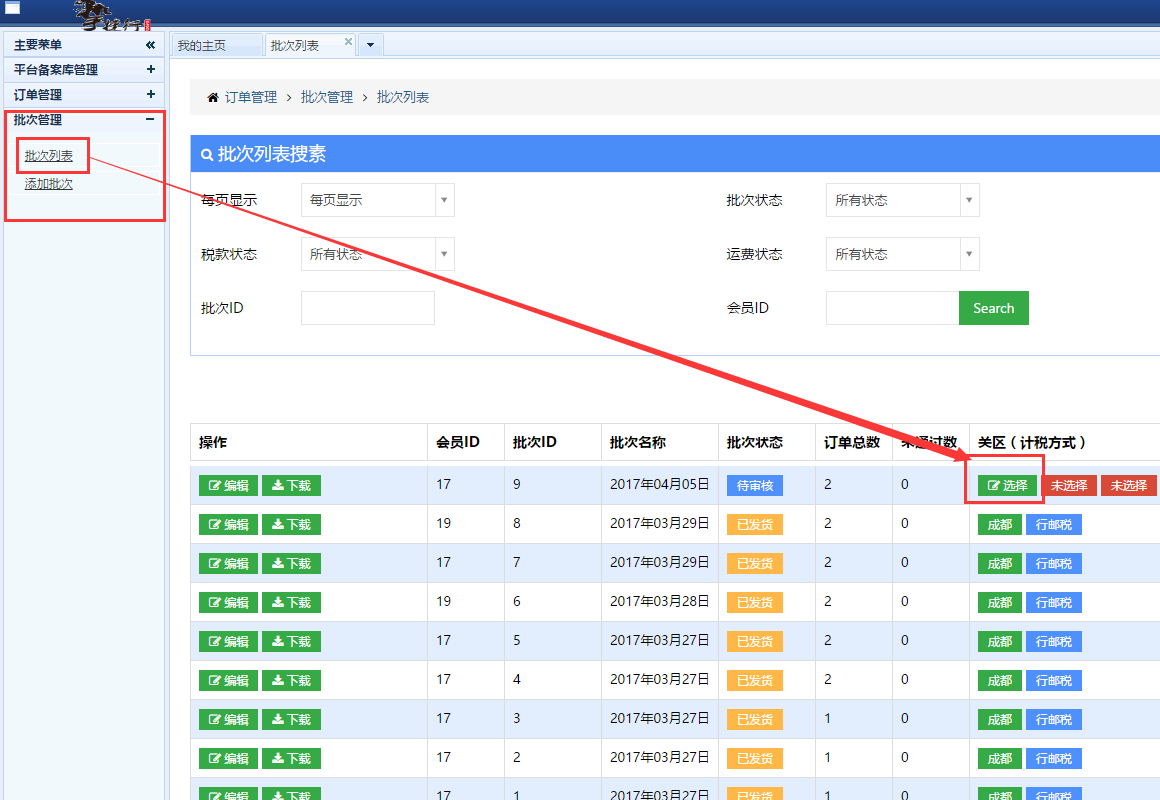 主要菜单
平台备案库管理
订单管理
批次管理
批次列表
添加批次
我的主页 批次列表
订单管理 > 批次管理 > 批次列表
批次列表搜素
每页显示 每页显示 批次状态 所有状态
税款状态 所有状态 运费状态 所有状态
批次ID 会员ID Search
操作 会员ID 批次ID 批次名称 批次状态 订单总数 未通过数 关区（计税方式）
编辑 下载 17 9 2017年04月05日 待审核 2 0 选择 未选择 未选择
编辑 下载 19 8 2017年03月29日 已发货 2 0 成都 行邮税
编辑 下载 17 7 2017年03月29日 已发货 2 0 成都 行邮税
编辑 下载 19 6 2017年03月28日 已发货 2 0 成都 行邮税
编辑 下载 17 5 2017年03月27日 已发货 2 0 成都 行邮税
编辑 下载 17 4 2017年03月27日 已发货 2 0 成都 行邮税
编辑 下载 17 3 2017年03月27日 已发货 1 0 成都 行邮税
编辑 下载 17 2 2017年03月27日 已发货 1 0 成都 行邮税
编辑 下载 17 1 2017年03月27日 已发货 1 0 成都 行邮税